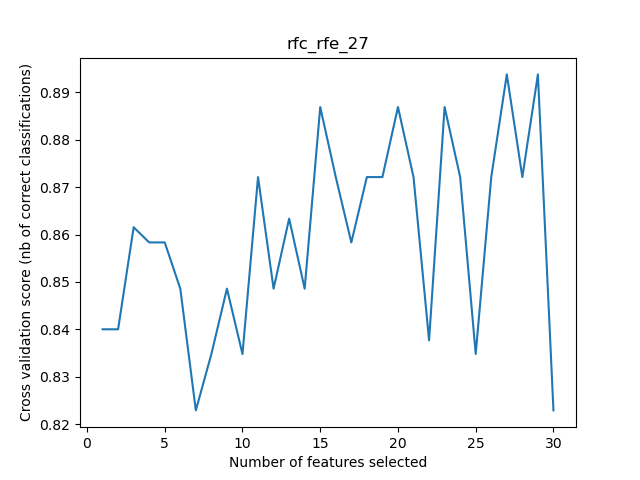 rfc_rfe_27
Cross validation score (nb of correct classifications)
0.89
0.88
0.87
0.86
0.85
0.84
0.83
0.82
0 5 10 15 20 25 30
Number of features selected